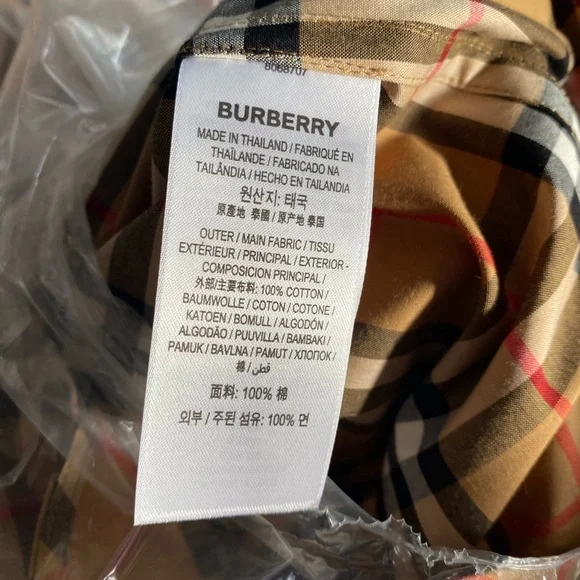 8068707
BURBERRY
MADE IN THAILAND / FABRIQUÉ EN
THAÏLANDE / FABRICADO NA
TAILÂNDIA / HECHO EN TAILANDIA
원산지: 태국
原產地 泰國 / 原产地 泰国
OUTER / MAIN FABRIC / TISSU
EXTÉRIEUR / PRINCIPAL / EXTERIOR -
COMPOSICIÓN PRINCIPAL /
外部/主要布料: 100% COTTON /
BAUMWOLLE / COTON / COTONE /
KATOEN / BOMULL / ALGODÓN /
ALGODÃO / PUUVILLA / BAMBAKI /
PAMUK / BAVLNA / PAMUT / ХЛОПОК /
棉 / قطن /
面料: 100% 棉
외부 / 주된 섬유: 100% 면